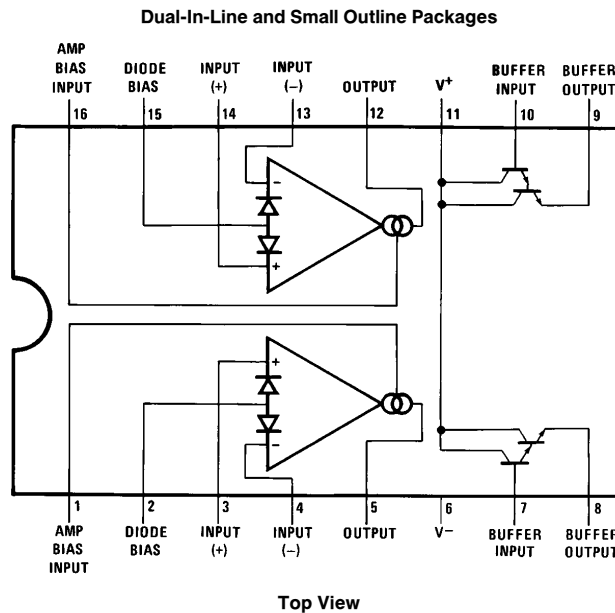 Dual-In-Line and Small Outline Packages
AMP BIAS INPUT
DIODE BIAS
INPUT (+)
INPUT (−)
OUTPUT
V+
BUFFER INPUT
BUFFER OUTPUT
16 15 14 13 12 11 10 9
−
+
+
−
1 2 3 4 5 6 7 8
AMP BIAS INPUT
DIODE BIAS
INPUT (+)
INPUT (−)
OUTPUT
V−
BUFFER INPUT
BUFFER OUTPUT
Top View